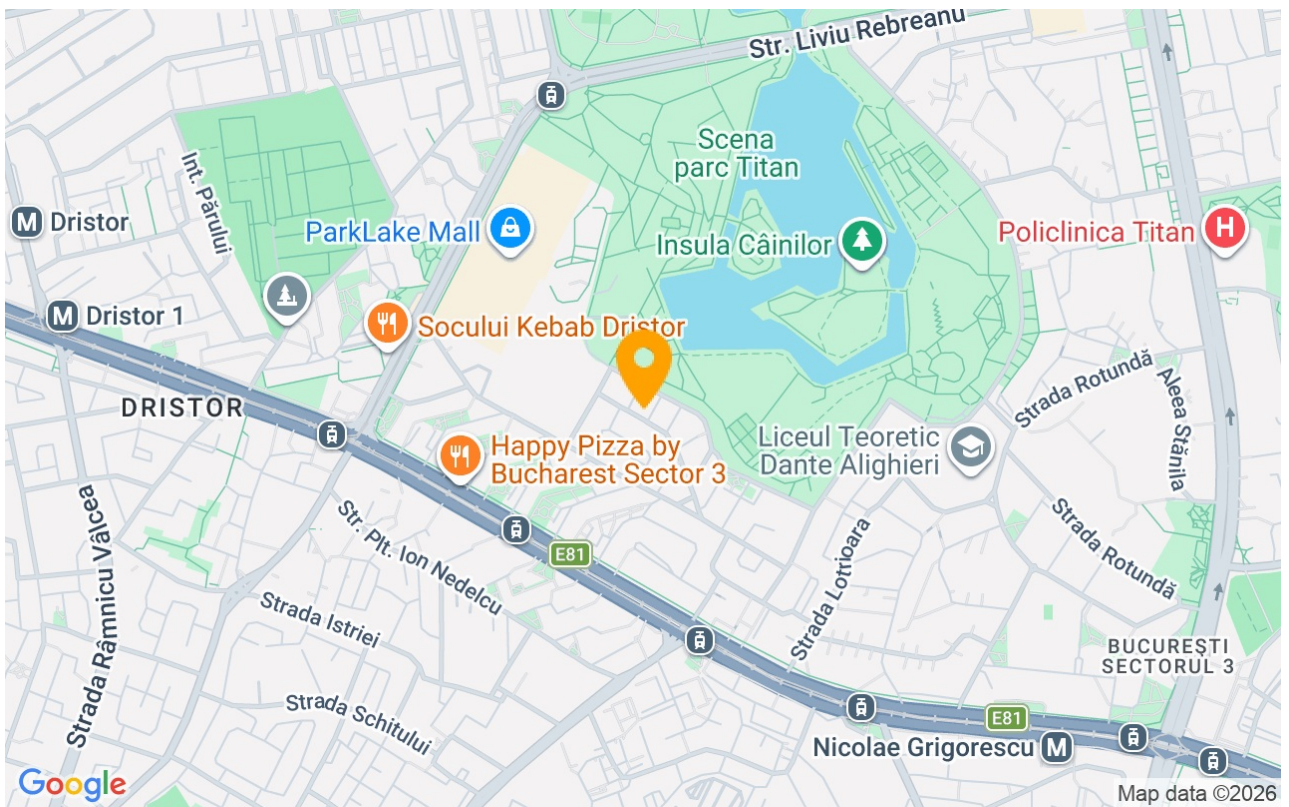 Str. Liviu Rebreanu
Scena
parc Titan
Int. Părului
M Dristor
ParkLake Mall
Insula Câinilor
Policlinica Titan H
M Dristor 1
Socului Kebab Dristor
DRISTOR
Strada Rotundă
Aleea Stănila
Happy Pizza by
Bucharest Sector 3
Liceul Teoretic
Dante Alighieri
Strada Râmnicu Vâlcea
Str. Plt. Ion Nedelcu
E81
Strada Lotrioara
Strada Rotundă
Strada Istriei
BUCUREȘTI
SECTORUL 3
Strada Schitului
E81
Nicolae Grigorescu M
Google
Map data ©2026